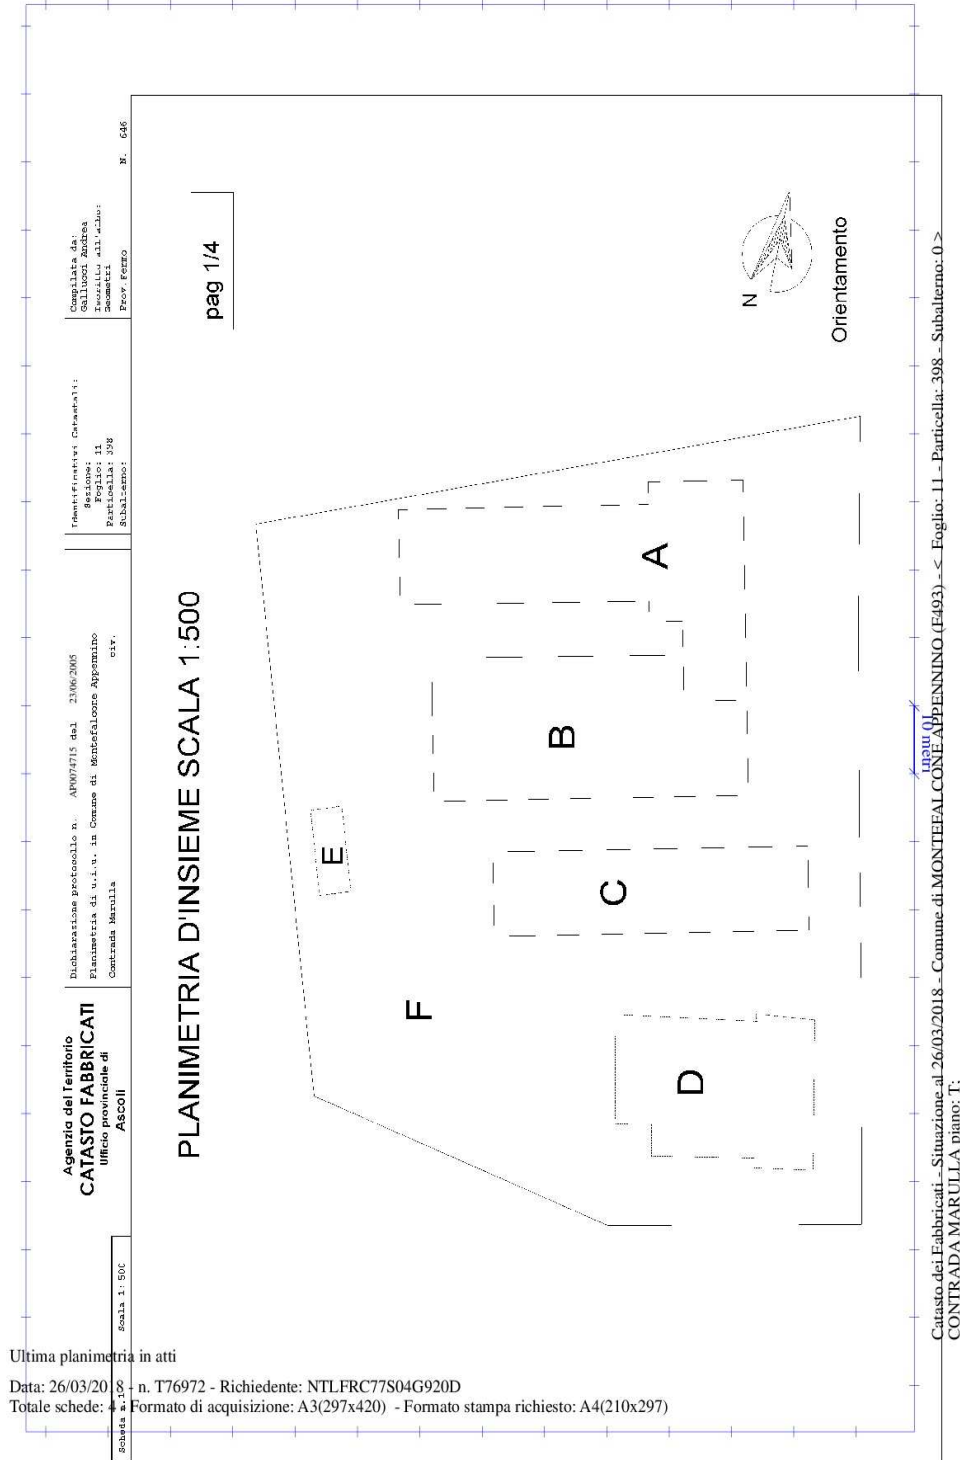 Agenzia del Territorio
CATASTO FABBRICATI
Ufficio provinciale di
Ascoli
Dichiarazione protocollo n. AP0074715 del 23/06/2005
Planimetria di u.i.u. in Comune di Montefalcone Appennino
Contrada Marulla civ.
Identificativi Catastali:
Sezione:
Foglio: 11
Particella: 398
Subalterno:
Compilata da:
Gallucci Andrea
Iscritto all'albo:
Geometri
Prov. Fermo N. 646
Scheda n. 1 Scala 1: 500
PLANIMETRIA D'INSIEME SCALA 1:500
pag 1/4
A
B
C
D
E
F
N
Orientamento
10 metri
Catasto dei Fabbricati - Situazione al 26/03/2018 - Comune di MONTEFALCONE APPENNINO (F493) - < Foglio: 11 - Particella: 398 - Subalterno: 0 >
CONTRADA MARULLA piano: T;
Ultima planimetria in atti
Data: 26/03/2018 - n. T76972 - Richiedente: NTLFRC77S04G920D
Totale schede: 4 - Formato di acquisizione: A3(297x420) - Formato stampa richiesto: A4(210x297)